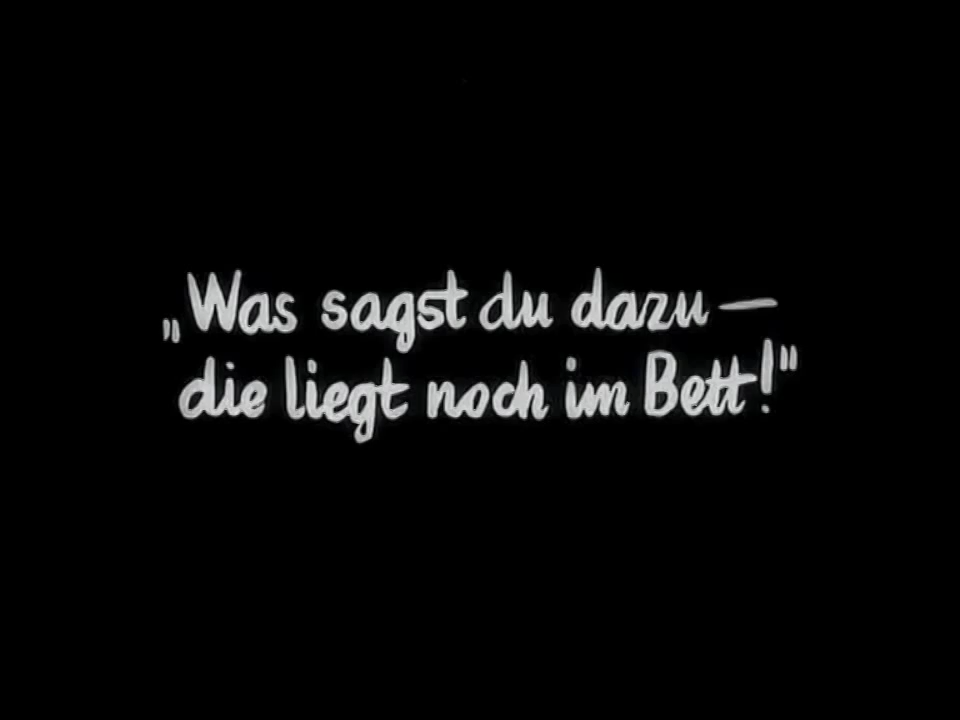 „Was sagst du dazu —
die liegt noch im Bett!"